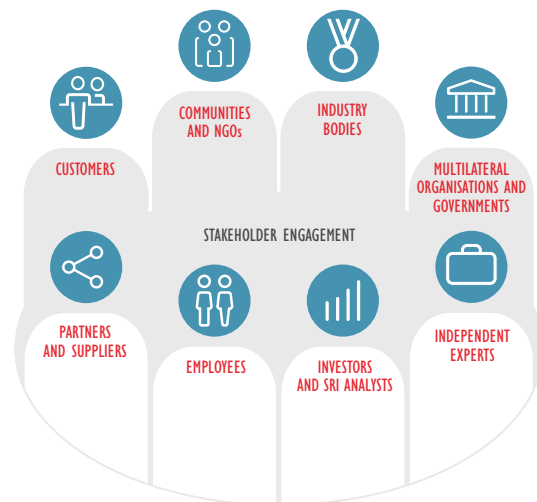 COMMUNITIES
AND NGOs
INDUSTRY
BODIES
CUSTOMERS
MULTILATERAL
ORGANISATIONS AND
GOVERNMENTS
STAKEHOLDER ENGAGEMENT
PARTNERS
AND SUPPLIERS
EMPLOYEES
INVESTORS
AND SRI ANALYSTS
INDEPENDENT
EXPERTS